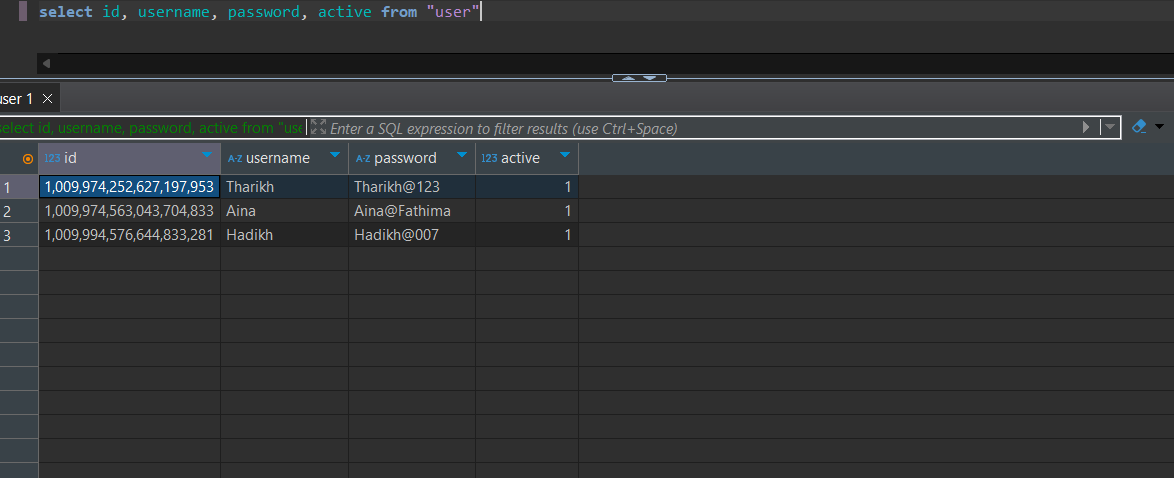 select id, username, password, active from "user"
user 1
select id, username, password, active from "use
Enter a SQL expression to filter results (use Ctrl+Space)
123 id A-Z username A-Z password 123 active
1 1,009,974,252,627,197,953 Tharikh Tharikh@123 1
2 1,009,974,563,043,704,833 Aina Aina@Fathima 1
3 1,009,994,576,644,833,281 Hadikh Hadikh@007 1